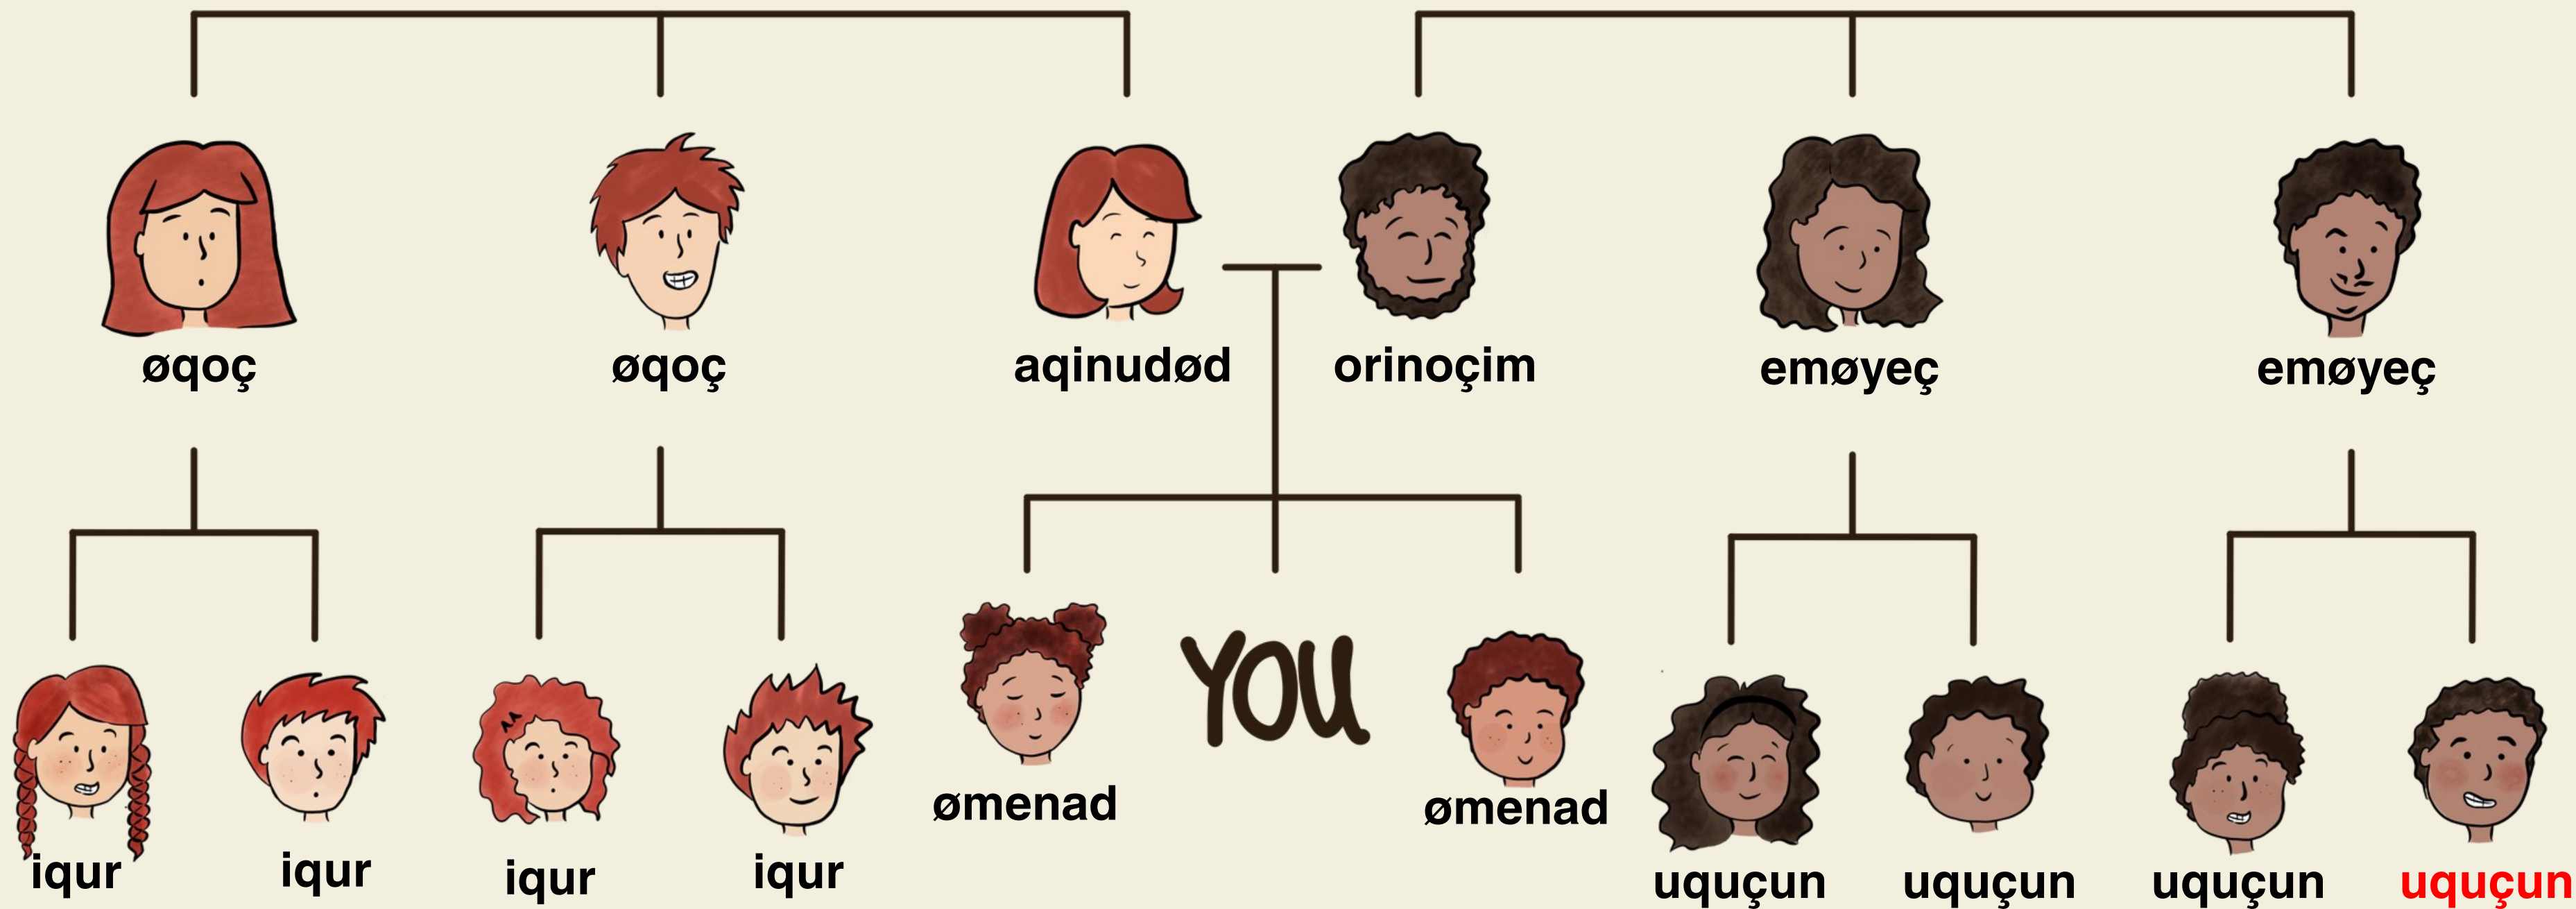 øqoç
øqoç
aqinudød
orinoçim
emøyeç
emøyeç
iqur
iqur
iqur
iqur
ømenad
YOU
ømenad
uquçun
uquçun
uquçun
uquçun